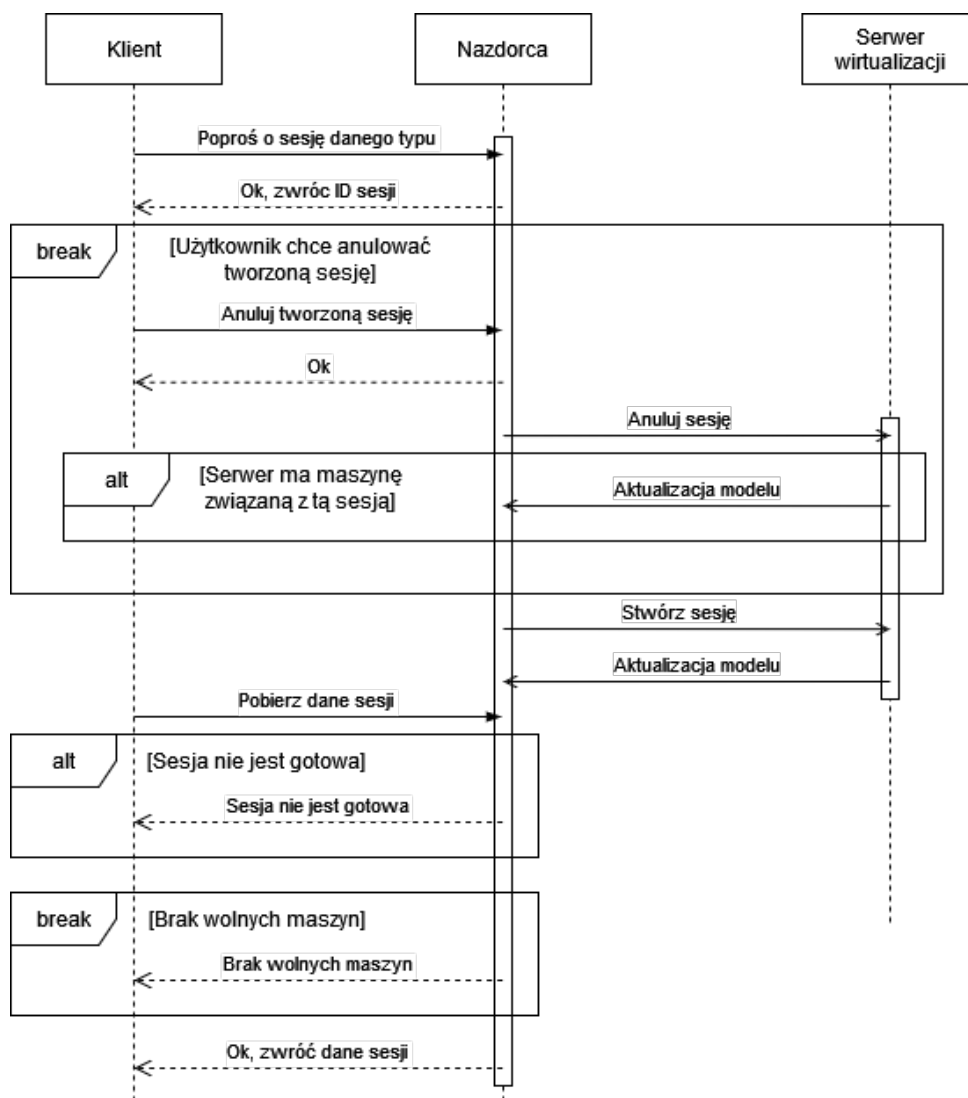 Klient
Nazdorca
Serwer
wirtualizacji
Poproś o sesję danego typu
Ok, zwróc ID sesji
break
[Użytkownik chce anulować
tworzoną sesję]
Anuluj tworzoną sesję
Ok
Anuluj sesję
alt
[Serwer ma maszynę
związaną z tą sesją]
Aktualizacja modelu
Stwórz sesję
Aktualizacja modelu
Pobierz dane sesji
alt
[Sesja nie jest gotowa]
Sesja nie jest gotowa
break
[Brak wolnych maszyn]
Brak wolnych maszyn
Ok, zwróć dane sesji